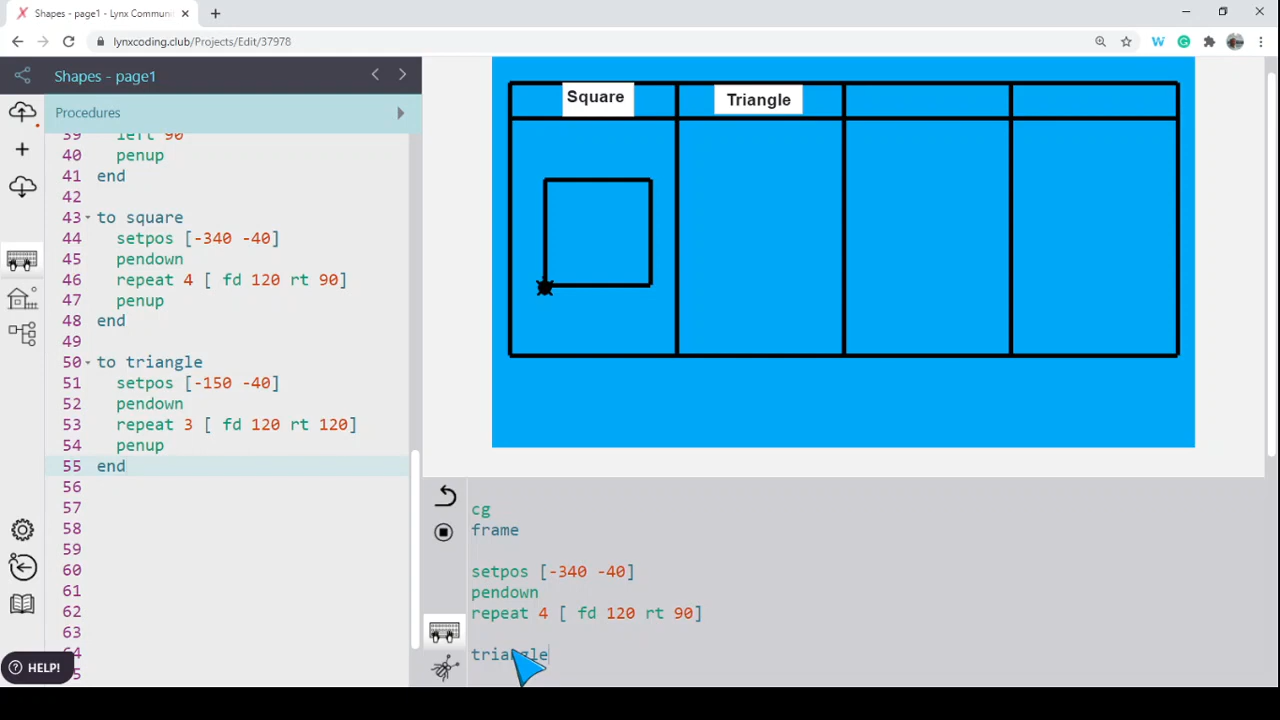 Shapes - page1 - Lynx Commun
lynxcoding.club/Projects/Edit/37978
Shapes - page1
Procedures
39 left 90
40 penup
41 end
42
43 to square
44 setpos [-340 -40]
45 pendown
46 repeat 4 [ fd 120 rt 90]
47 penup
48 end
49
50 to triangle
51 setpos [-150 -40]
52 pendown
53 repeat 3 [ fd 120 rt 120]
54 penup
55 end
56
57
58
59
60
61
62
63
64
HELP!
Square Triangle
cg
frame
setpos [-340 -40]
pendown
repeat 4 [ fd 120 rt 90]
triangle